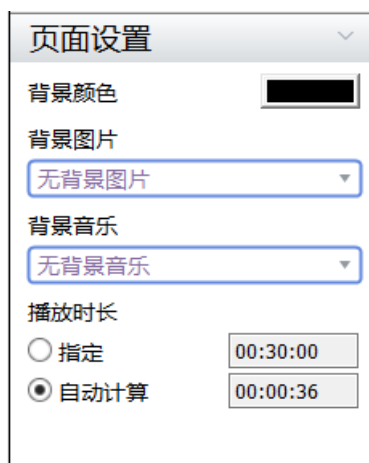 页面设置
背景颜色
背景图片
无背景图片
背景音乐
无背景音乐
播放时长
指定 00:30:00
自动计算 00:00:36